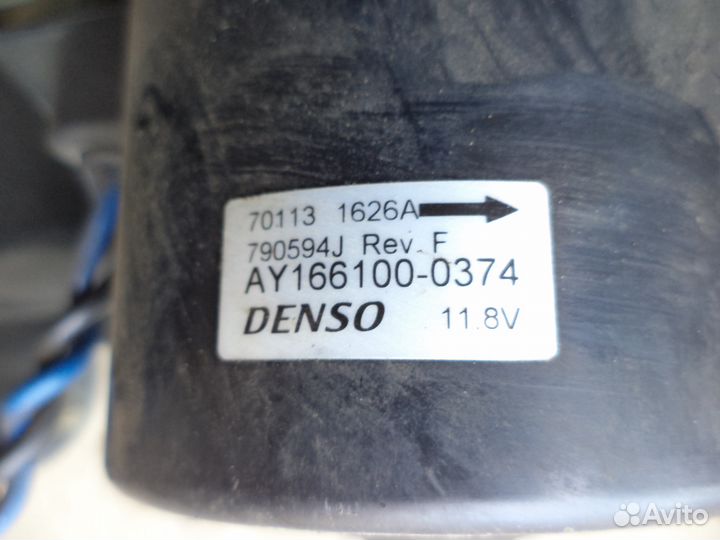 70113 1626A
790594J Rev. F
AY166100-0374
DENSO 11.8V
Avito